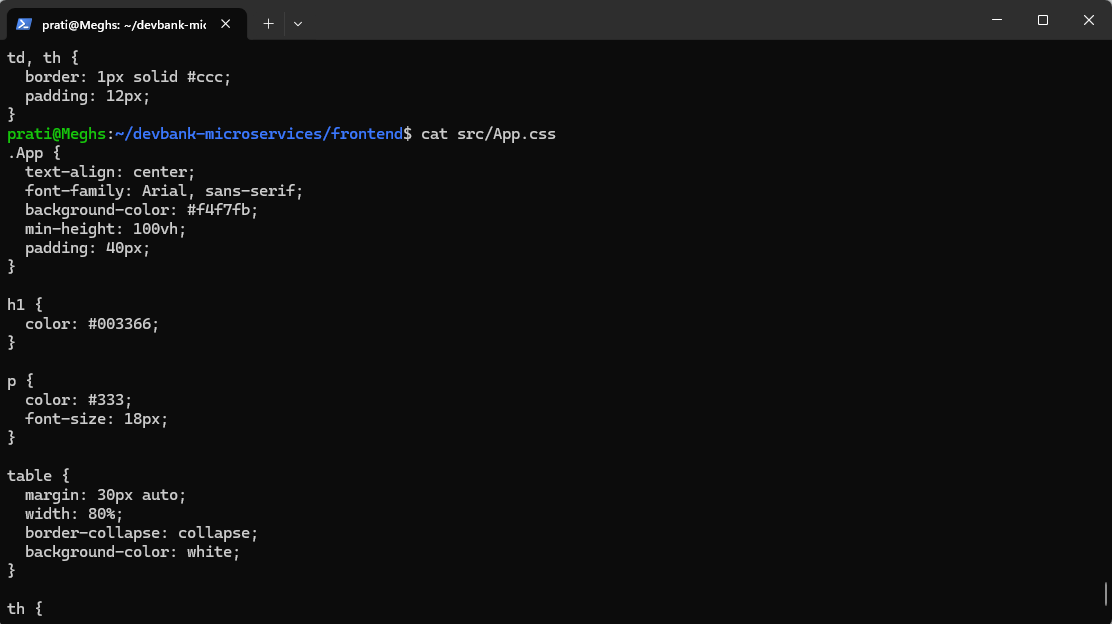 prati@Meghs: ~/devbank-mic
td, th {
  border: 1px solid #ccc;
  padding: 12px;
}
prati@Meghs:~/devbank-microservices/frontend$ cat src/App.css
.App {
  text-align: center;
  font-family: Arial, sans-serif;
  background-color: #f4f7fb;
  min-height: 100vh;
  padding: 40px;
}

h1 {
  color: #003366;
}

p {
  color: #333;
  font-size: 18px;
}

table {
  margin: 30px auto;
  width: 80%;
  border-collapse: collapse;
  background-color: white;
}

th {